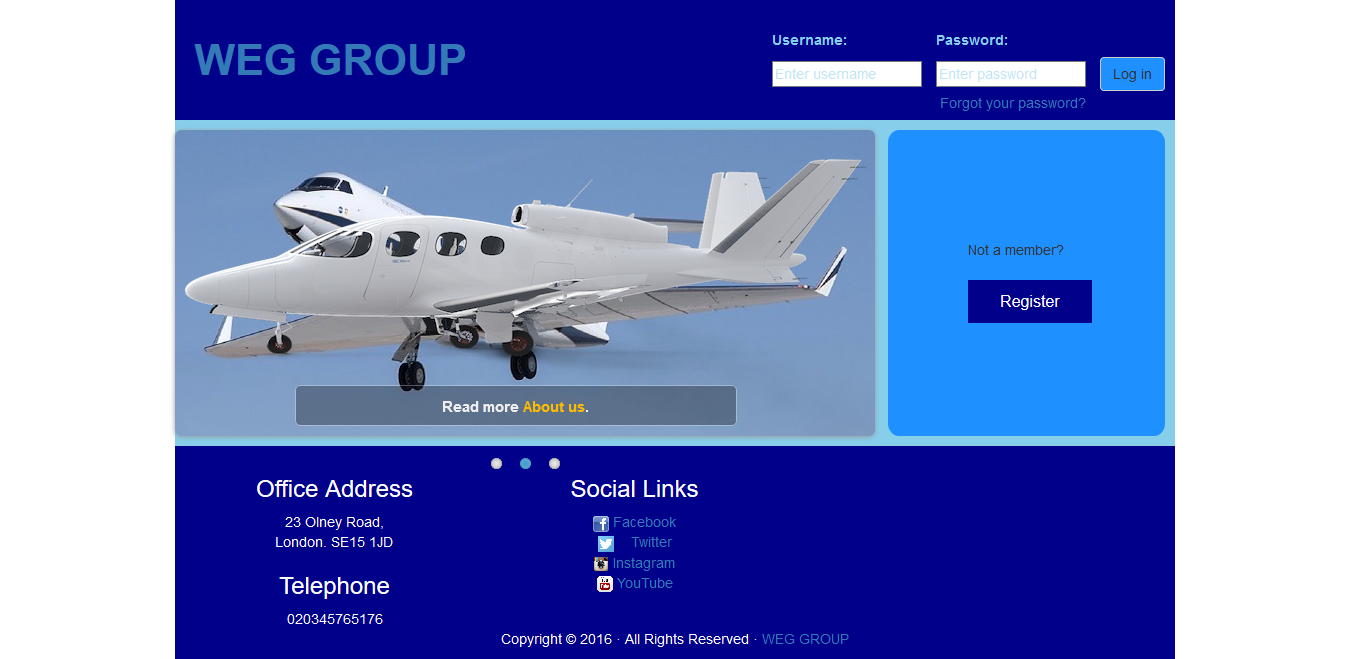 WEG GROUP
Username:
Password:
Enter username
Enter password
Log in
Forgot your password?
Not a member?
Register
Read more About us.
Office Address
23 Olney Road,
London. SE15 1JD
Telephone
020345765176
Social Links
Facebook
Twitter
Instagram
YouTube
Copyright © 2016 · All Rights Reserved · WEG GROUP